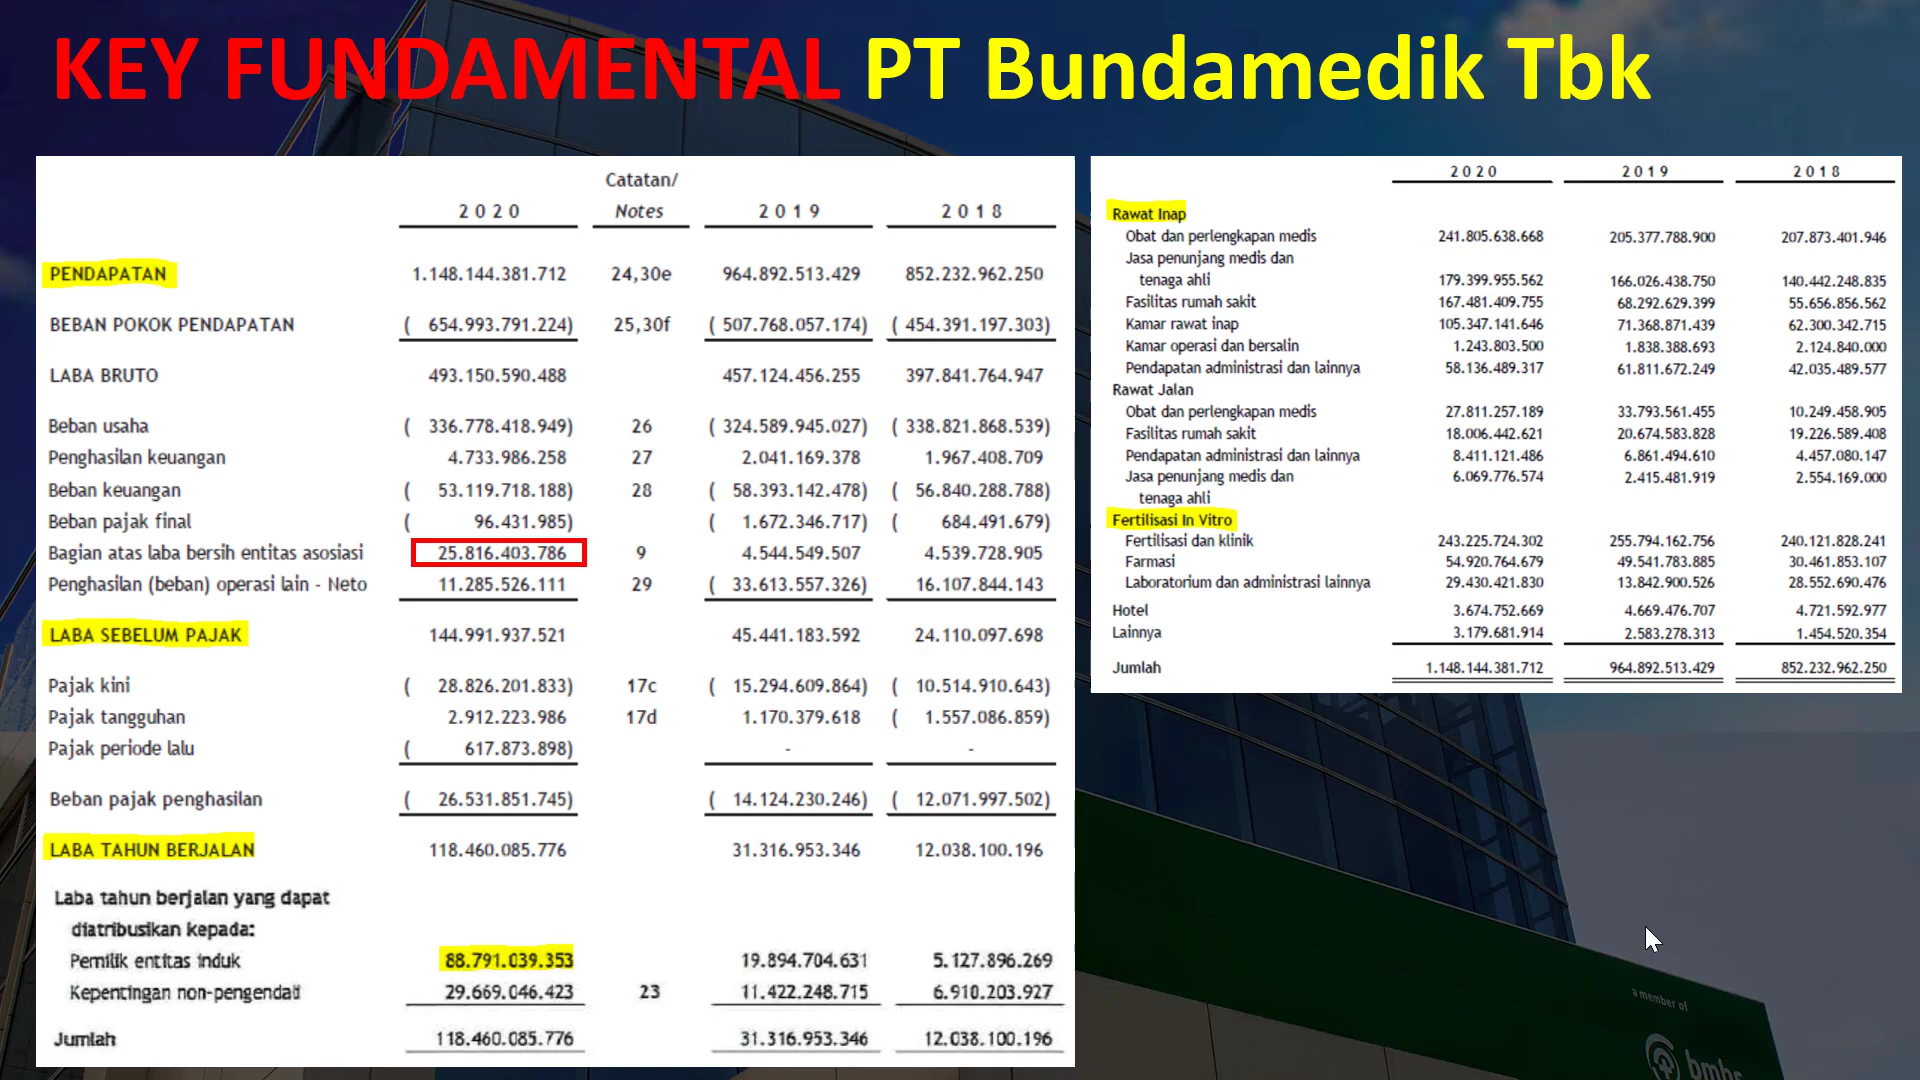 KEY FUNDAMENTAL PT Bundamedik Tbk
Catatan/
2 0 2 0 Notes 2 0 1 9 2 0 1 8
PENDAPATAN 1.148.144.381.712 24,30e 964.892.513.429 852.232.962.250
BEBAN POKOK PENDAPATAN ( 654.993.791.224) 25,30f ( 507.768.057.174) ( 454.391.197.303)
LABA BRUTO 493.150.590.488 457.124.456.255 397.841.764.947
Beban usaha ( 336.778.418.949) 26 ( 324.589.945.027) ( 338.821.868.539)
Penghasilan keuangan 4.733.986.258 27 2.041.169.378 1.967.408.709
Beban keuangan ( 53.119.718.188) 28 ( 58.393.142.478) ( 56.840.288.788)
Beban pajak final ( 96.431.985) ( 1.672.346.717) ( 684.491.679)
Bagian atas laba bersih entitas asosiasi 25.816.403.786 9 4.544.549.507 4.539.728.905
Penghasilan (beban) operasi lain - Neto 11.285.526.111 29 ( 33.613.557.326) 16.107.844.143
LABA SEBELUM PAJAK 144.991.937.521 45.441.183.592 24.110.097.698
Pajak kini ( 28.826.201.833) 17c ( 15.294.609.864) ( 10.514.910.643)
Pajak tangguhan 2.912.223.986 17d 1.170.379.618 ( 1.557.086.859)
Pajak periode lalu ( 617.873.898) - -
Beban pajak penghasilan ( 26.531.851.745) ( 14.124.230.246) ( 12.071.997.502)
LABA TAHUN BERJALAN 118.460.085.776 31.316.953.346 12.038.100.196
Laba tahun berjalan yang dapat
diatribusikan kepada:
Pemilik entitas induk 88.791.039.353 19.894.704.631 5.127.896.269
Kepentingan non-pengendali 29.669.046.423 23 11.422.248.715 6.910.203.927
Jumlah 118.460.085.776 31.316.953.346 12.038.100.196
2 0 2 0 2 0 1 9 2 0 1 8
Rawat Inap
Obat dan perlengkapan medis 241.805.638.668 205.377.788.900 207.873.401.946
Jasa penunjang medis dan
tenaga ahli 179.399.955.562 166.026.438.750 140.442.248.835
Fasilitas rumah sakit 167.481.409.755 68.292.629.399 55.656.856.562
Kamar rawat inap 105.347.141.646 71.368.871.439 62.300.342.715
Kamar operasi dan bersalin 1.243.803.500 1.838.388.693 2.124.840.000
Pendapatan administrasi dan lainnya 58.136.489.317 61.811.672.249 42.035.489.577
Rawat Jalan
Obat dan perlengkapan medis 27.811.257.189 33.793.561.455 10.249.458.905
Fasilitas rumah sakit 18.006.442.621 20.674.583.828 19.226.589.408
Pendapatan administrasi dan lainnya 8.411.121.486 6.861.494.610 4.457.080.147
Jasa penunjang medis dan 6.069.776.574 2.415.481.919 2.554.169.000
tenaga ahli
Fertilisasi In Vitro
Fertilisasi dan klinik 243.225.724.302 255.794.162.756 240.121.828.241
Farmasi 54.920.764.679 49.541.783.885 30.461.853.107
Laboratorium dan administrasi lainnya 29.430.421.830 13.842.900.526 28.552.690.476
Hotel 3.674.752.669 4.669.476.707 4.721.592.977
Lainnya 3.179.681.914 2.583.278.313 1.454.520.354
Jumlah 1.148.144.381.712 964.892.513.429 852.232.962.250
a member of
bmhs